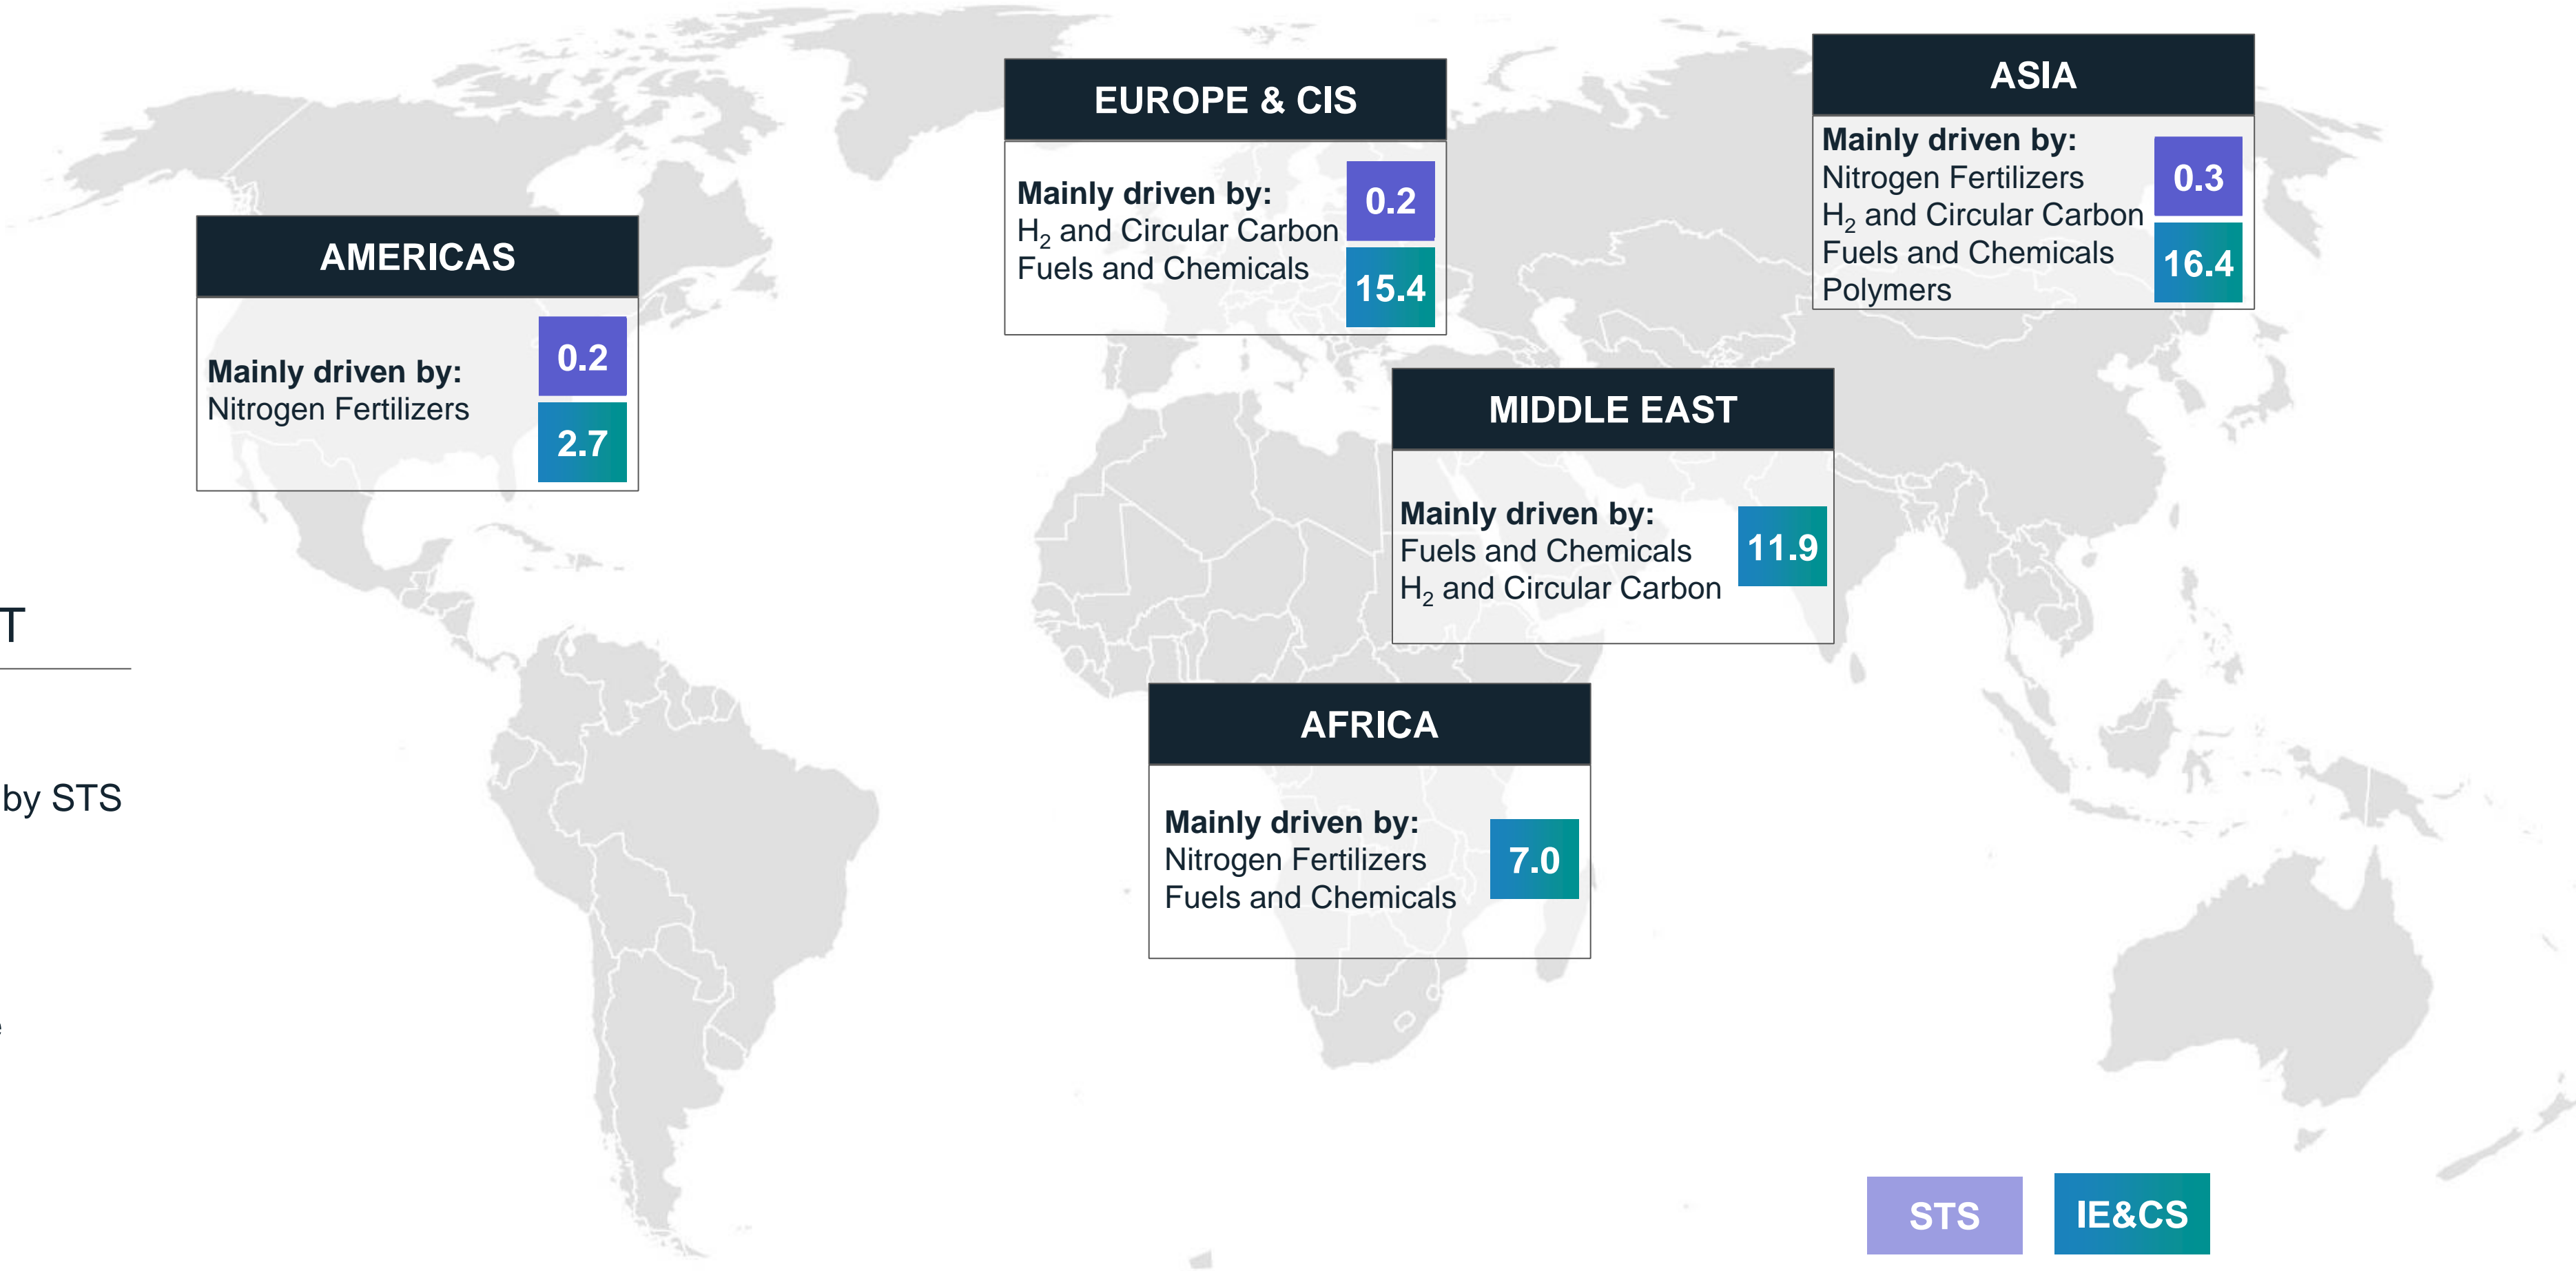 T
by STS
AMERICAS
Mainly driven by:
Nitrogen Fertilizers
0.2
2.7
EUROPE & CIS
Mainly driven by:
H₂ and Circular Carbon
Fuels and Chemicals
0.2
15.4
ASIA
Mainly driven by:
Nitrogen Fertilizers
H₂ and Circular Carbon
Fuels and Chemicals
Polymers
0.3
16.4
MIDDLE EAST
Mainly driven by:
Fuels and Chemicals
H₂ and Circular Carbon
11.9
AFRICA
Mainly driven by:
Nitrogen Fertilizers
Fuels and Chemicals
7.0
STS
IE&CS